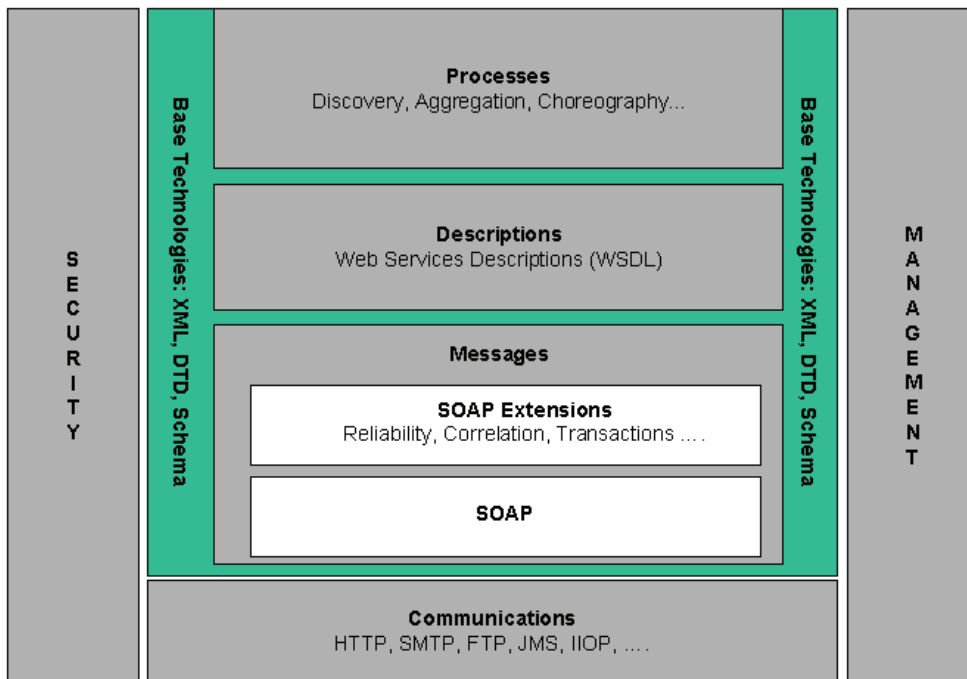 SECURITY
Base Technologies: XML, DTD, Schema
Processes
Discovery, Aggregation, Choreography...
Descriptions
Web Services Descriptions (WSDL)
Messages
SOAP Extensions
Reliability, Correlation, Transactions ....
SOAP
Base Technologies: XML, DTD, Schema
MANAGEMENT
Communications
HTTP, SMTP, FTP, JMS, IIOP, ....